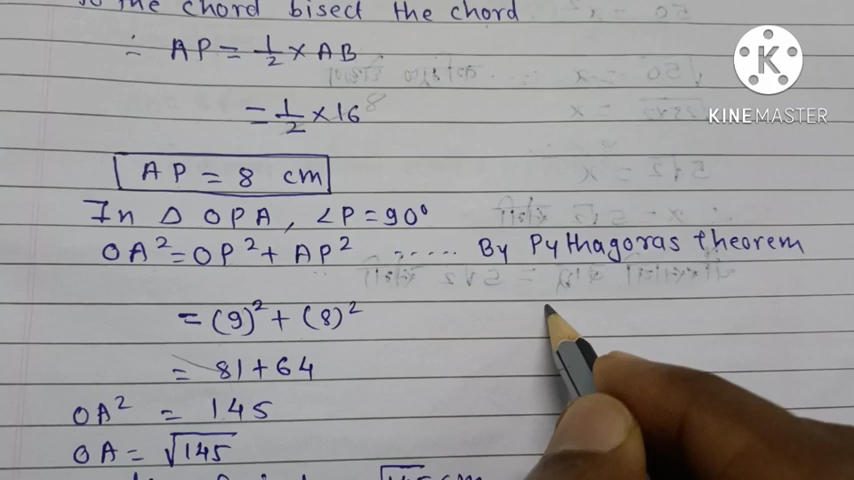 the chord bisect the chord
∴ AP = 1/2 × AB
= 1/2 × 16 8
AP = 8 cm
In Δ OPA, ∠P = 90°
OA² = OP² + AP² ...... By Pythagoras theorem
= (9)² + (8)²
= 81 + 64
OA² = 145
OA = √145
K
KINEMASTER